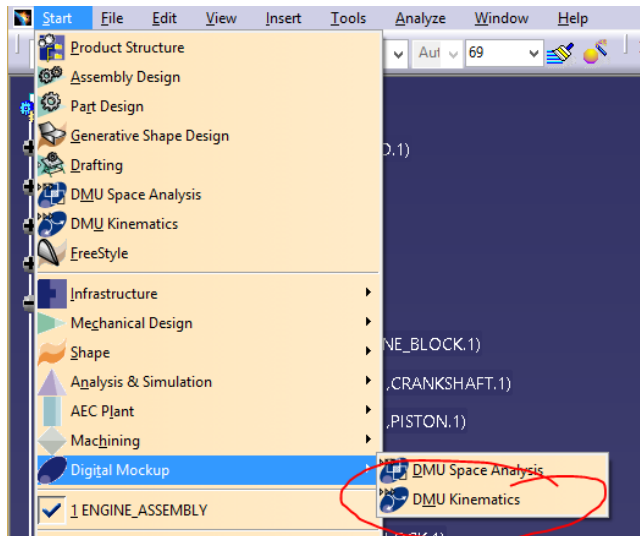 Start File Edit View Insert Tools Analyze Window Help
Product Structure
Aut 69
Assembly Design
Part Design
Generative Shape Design
D.1)
Drafting
DMU Space Analysis
DMU Kinematics
FreeStyle
Infrastructure
Mechanical Design
Shape
NE_BLOCK.1)
Analysis & Simulation
,CRANKSHAFT.1)
AEC Plant
,PISTON.1)
Machining
Digital Mockup
DMU Space Analysis
DMU Kinematics
1 ENGINE_ASSEMBLY